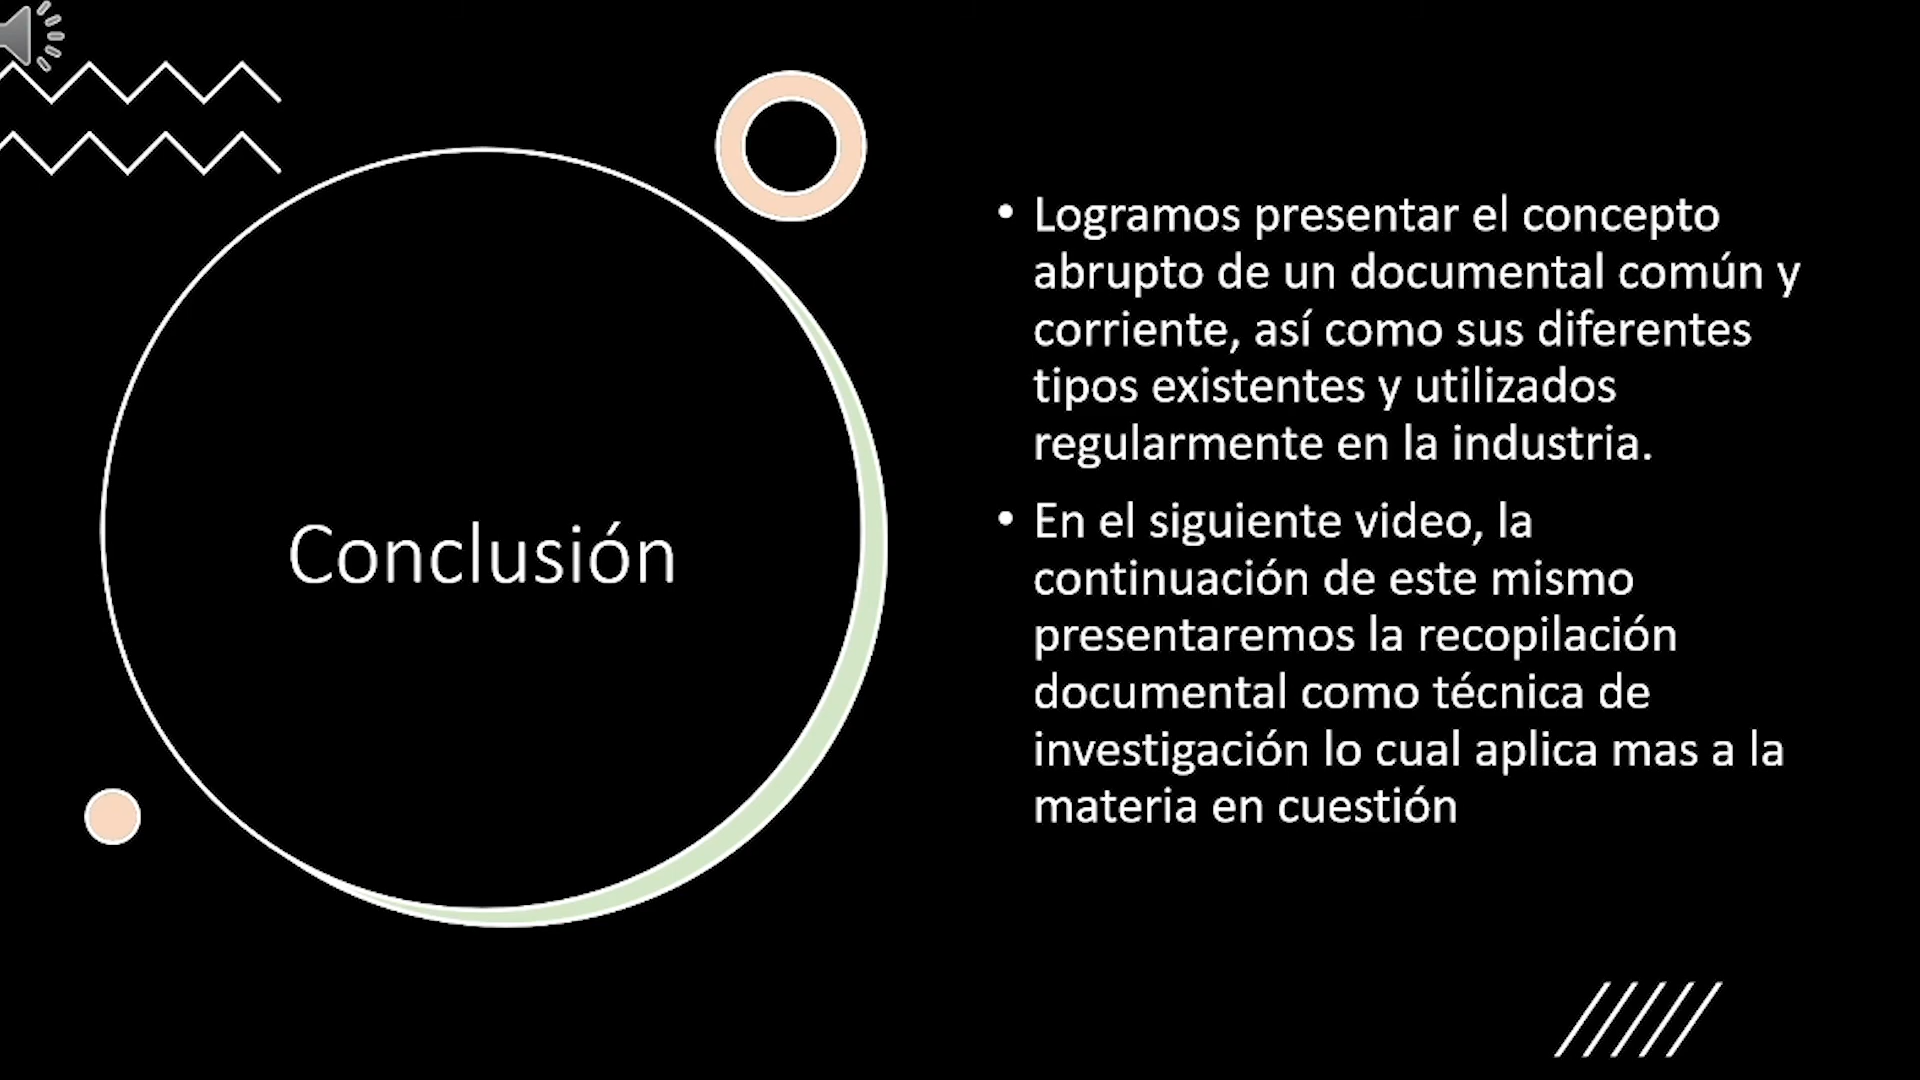 Conclusión
• Logramos presentar el concepto
abrupto de un documental común y
corriente, así como sus diferentes
tipos existentes y utilizados
regularmente en la industria.
• En el siguiente video, la
continuación de este mismo
presentaremos la recopilación
documental como técnica de
investigación lo cual aplica mas a la
materia en cuestión